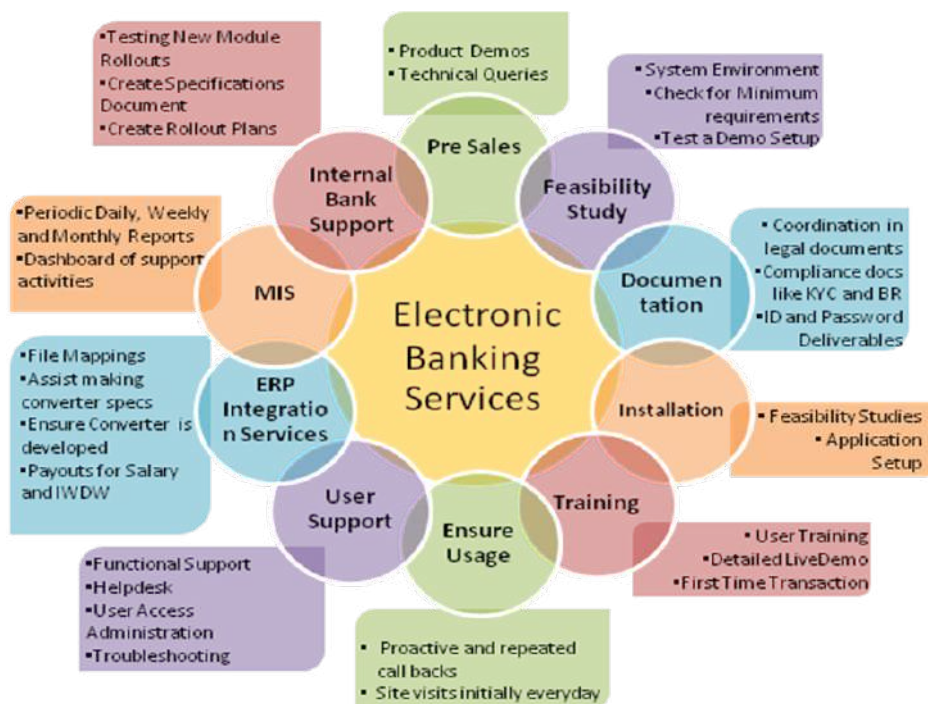 Electronic
Banking
Services
Pre Sales
▪ Product Demos
▪ Technical Queries
Feasibility
Study
▪System Environment
▪Check for Minimum
requirements
▪Test a Demo Setup
Documen
tation
▪ Coordination in
legal documents
▪Compliance docs
like KYC and BR
▪ID and Password
Deliverables
Installation
▪ Feasibility Studies
▪ Application
Setup
Training
▪ User Training
▪ Detailed LiveDemo
▪First Time Transaction
Ensure
Usage
▪ Proactive and repeated
call backs
▪ Site visits initially everyday
User
Support
▪Functional Support
▪Helpdesk
▪User Access
Administration
▪Troubleshooting
ERP
Integratio
n Services
▪File Mappings
▪Assist making
converter specs
▪Ensure Converter is
developed
▪Payouts for Salary
and IWDW
MIS
▪Periodic Daily, Weekly
and Monthly Reports
▪Dashboard of support
activities
Internal
Bank
Support
▪Testing New Module
Rollouts
▪Create Specifications
Document
▪Create Rollout Plans